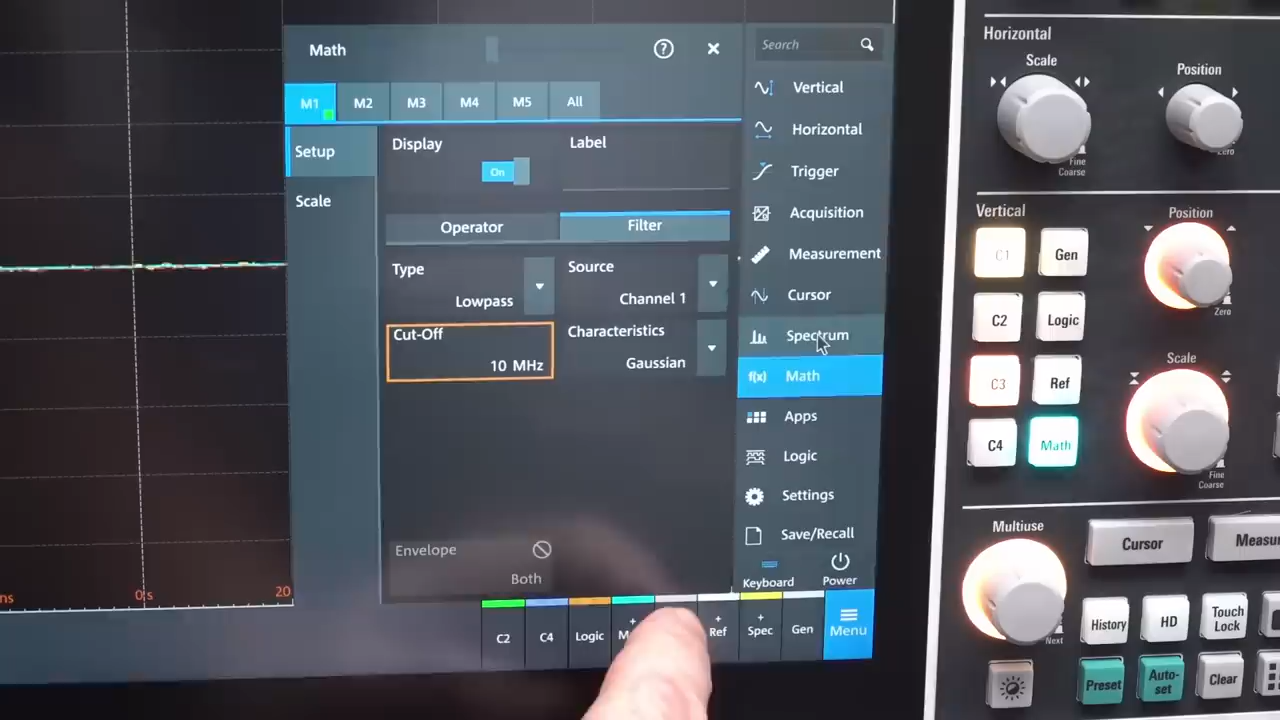 Math
?
M1
M2
M3
M4
M5
All
Setup
Scale
Display
On
Label
Operator
Filter
Type
Lowpass
Source
Channel 1
Cut-Off
10 MHz
Characteristics
Gaussian
Envelope
Both
Search
Vertical
Horizontal
Trigger
Acquisition
Measurement
Cursor
Spectrum
f(x) Math
Apps
Logic
Settings
Save/Recall
Keyboard
Power
0 s
20
ns
C2
C4
Logic
+
+
Ref
+
Spec
Gen
Menu
Horizontal
Scale
Position
Fine
Coarse
Zero
Vertical
Position
C1
Gen
C2
Logic
Zero
C3
Ref
Scale
C4
Math
Fine
Coarse
Multiuse
Next
Cursor
Measu
History
HD
Touch
Lock
Preset
Auto-
set
Clear